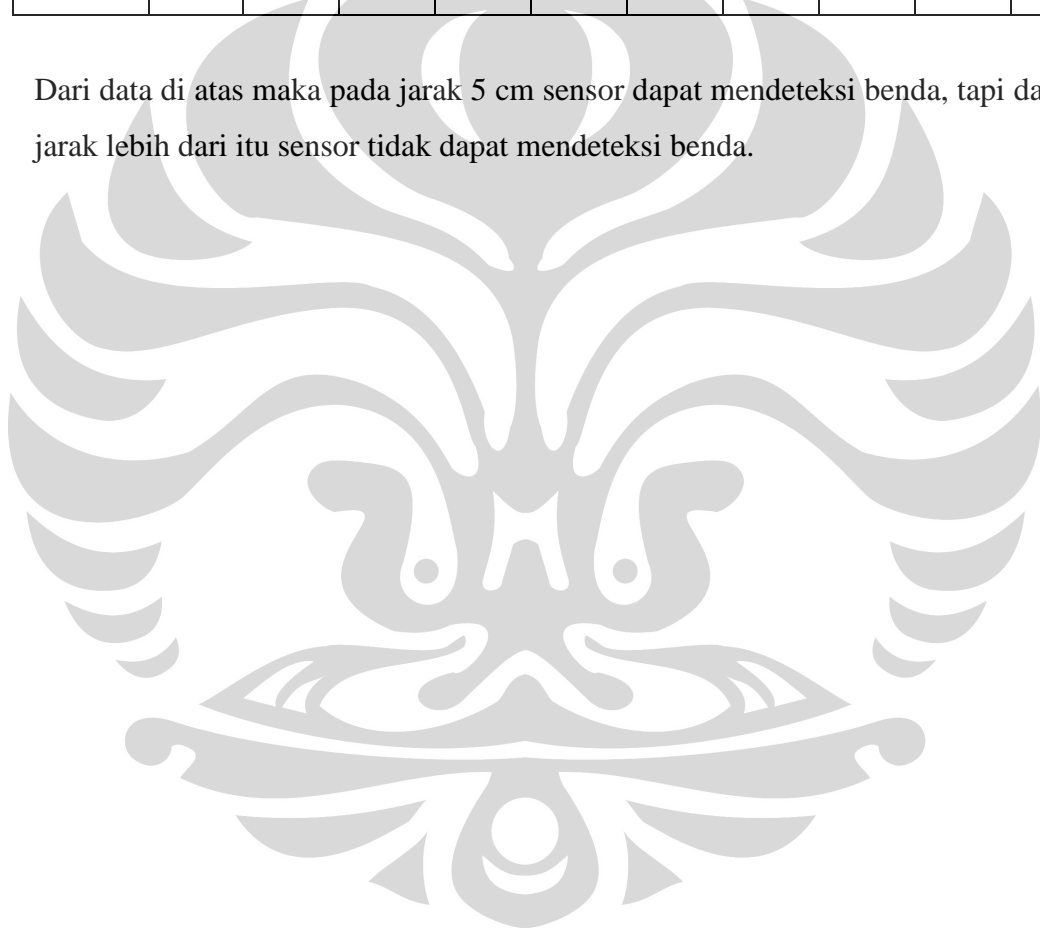 Dari data di atas maka pada jarak 5 cm sensor dapat mendeteksi benda, tapi
jarak lebih dari itu sensor tidak dapat mendeteksi benda.